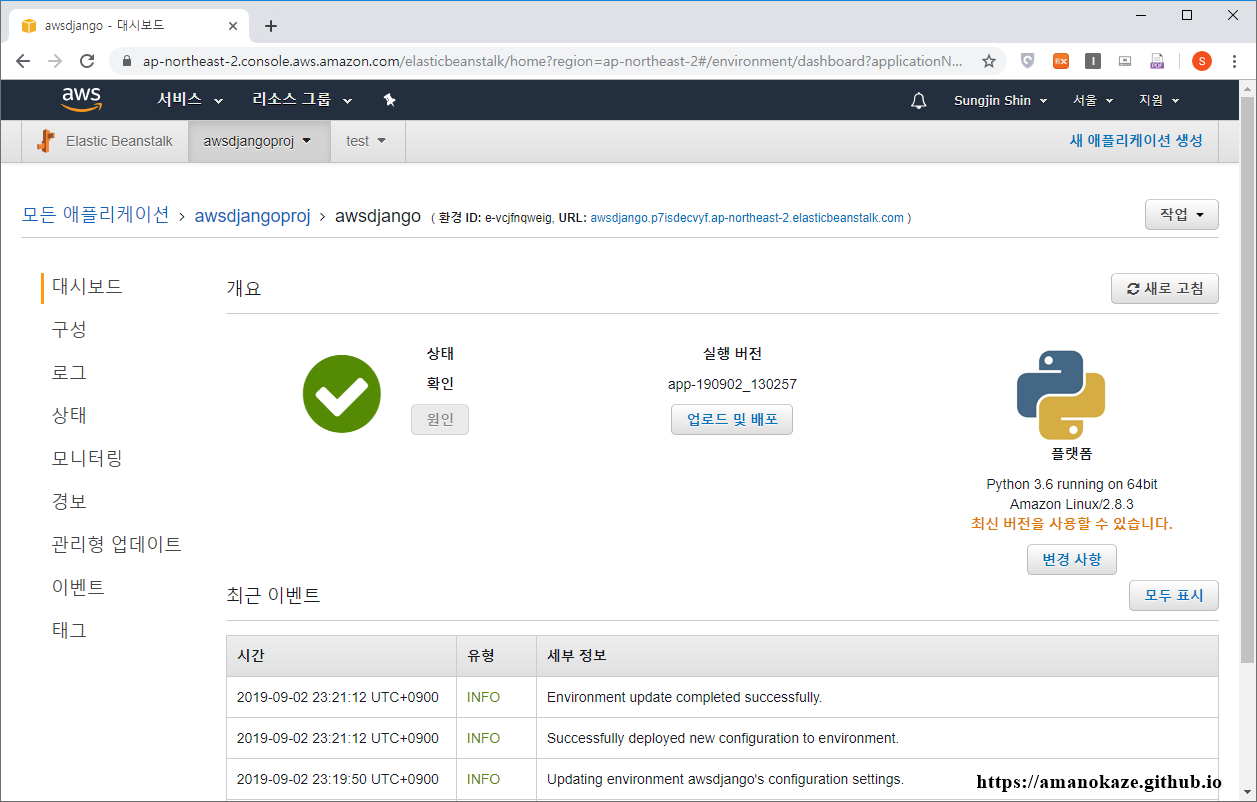 awsdjango - 대시보드
ap-northeast-2.console.aws.amazon.com/elasticbeanstalk/home?region=ap-northeast-2#/environment/dashboard?applicationN...
aws 서비스 리소스 그룹 Sungjin Shin 서울 지원
Elastic Beanstalk awsdjangoproj test 새 애플리케이션 생성
모든 애플리케이션 > awsdjangoproj > awsdjango ( 환경 ID: e-vcjfnqweig, URL: awsdjango.p7isdecvyf.ap-northeast-2.elasticbeanstalk.com )
작업
대시보드
구성
로그
상태
모니터링
경보
관리형 업데이트
이벤트
태그
개요
새로 고침
상태
확인
원인
실행 버전
app-190902_130257
업로드 및 배포
플랫폼
Python 3.6 running on 64bit
Amazon Linux/2.8.3
최신 버전을 사용할 수 있습니다.
변경 사항
최근 이벤트
모두 표시
시간 유형 세부 정보
2019-09-02 23:21:12 UTC+0900 INFO Environment update completed successfully.
2019-09-02 23:21:12 UTC+0900 INFO Successfully deployed new configuration to environment.
2019-09-02 23:19:50 UTC+0900 INFO Updating environment awsdjango's configuration settings.
https://amanokaze.github.io